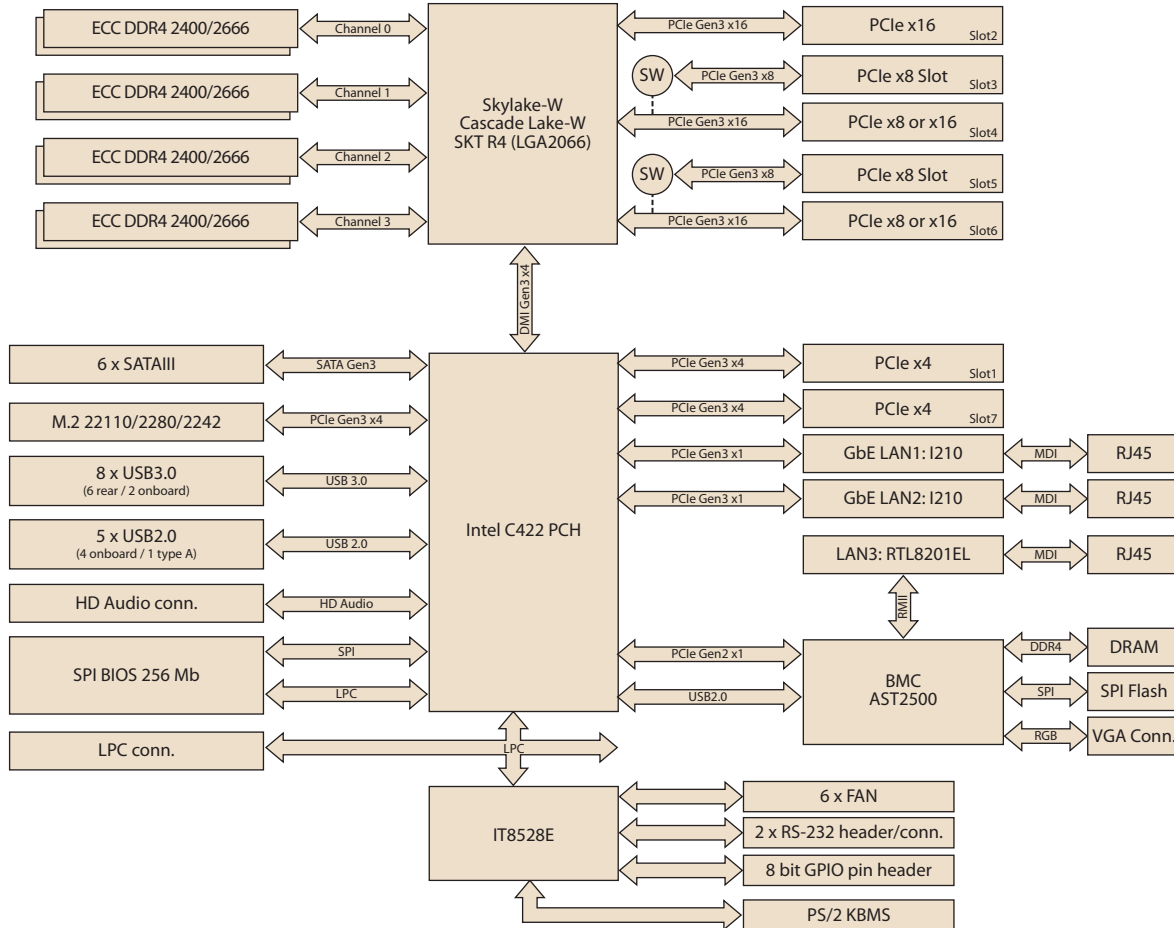 ECC DDR4 2400/2666
Channel 0
ECC DDR4 2400/2666
Channel 1
ECC DDR4 2400/2666
Channel 2
ECC DDR4 2400/2666
Channel 3
Skylake-W
Cascade Lake-W
SKT R4 (LGA2066)
PCIe Gen3 x16
PCIe x16
Slot2
SW
PCIe Gen3 x8
PCIe x8 Slot
Slot3
PCIe Gen3 x16
PCIe x8 or x16
Slot4
SW
PCIe Gen3 x8
PCIe x8 Slot
Slot5
PCIe Gen3 x16
PCIe x8 or x16
Slot6
DMI Gen3 x4
6 x SATAIII
SATA Gen3
M.2 22110/2280/2242
PCIe Gen3 x4
8 x USB3.0
(6 rear / 2 onboard)
USB 3.0
5 x USB2.0
(4 onboard / 1 type A)
USB 2.0
HD Audio conn.
HD Audio
SPI BIOS 256 Mb
SPI
LPC
LPC conn.
LPC
Intel C422 PCH
PCIe Gen3 x4
PCIe x4
Slot1
PCIe Gen3 x4
PCIe x4
Slot7
PCIe Gen3 x1
GbE LAN1: I210
MDI
RJ45
PCIe Gen3 x1
GbE LAN2: I210
MDI
RJ45
LAN3: RTL8201EL
MDI
RJ45
RMII
PCIe Gen2 x1
USB2.0
BMC
AST2500
DDR4
DRAM
SPI
SPI Flash
RGB
VGA Conn.
IT8528E
6 x FAN
2 x RS-232 header/conn.
8 bit GPIO pin header
PS/2 KBMS